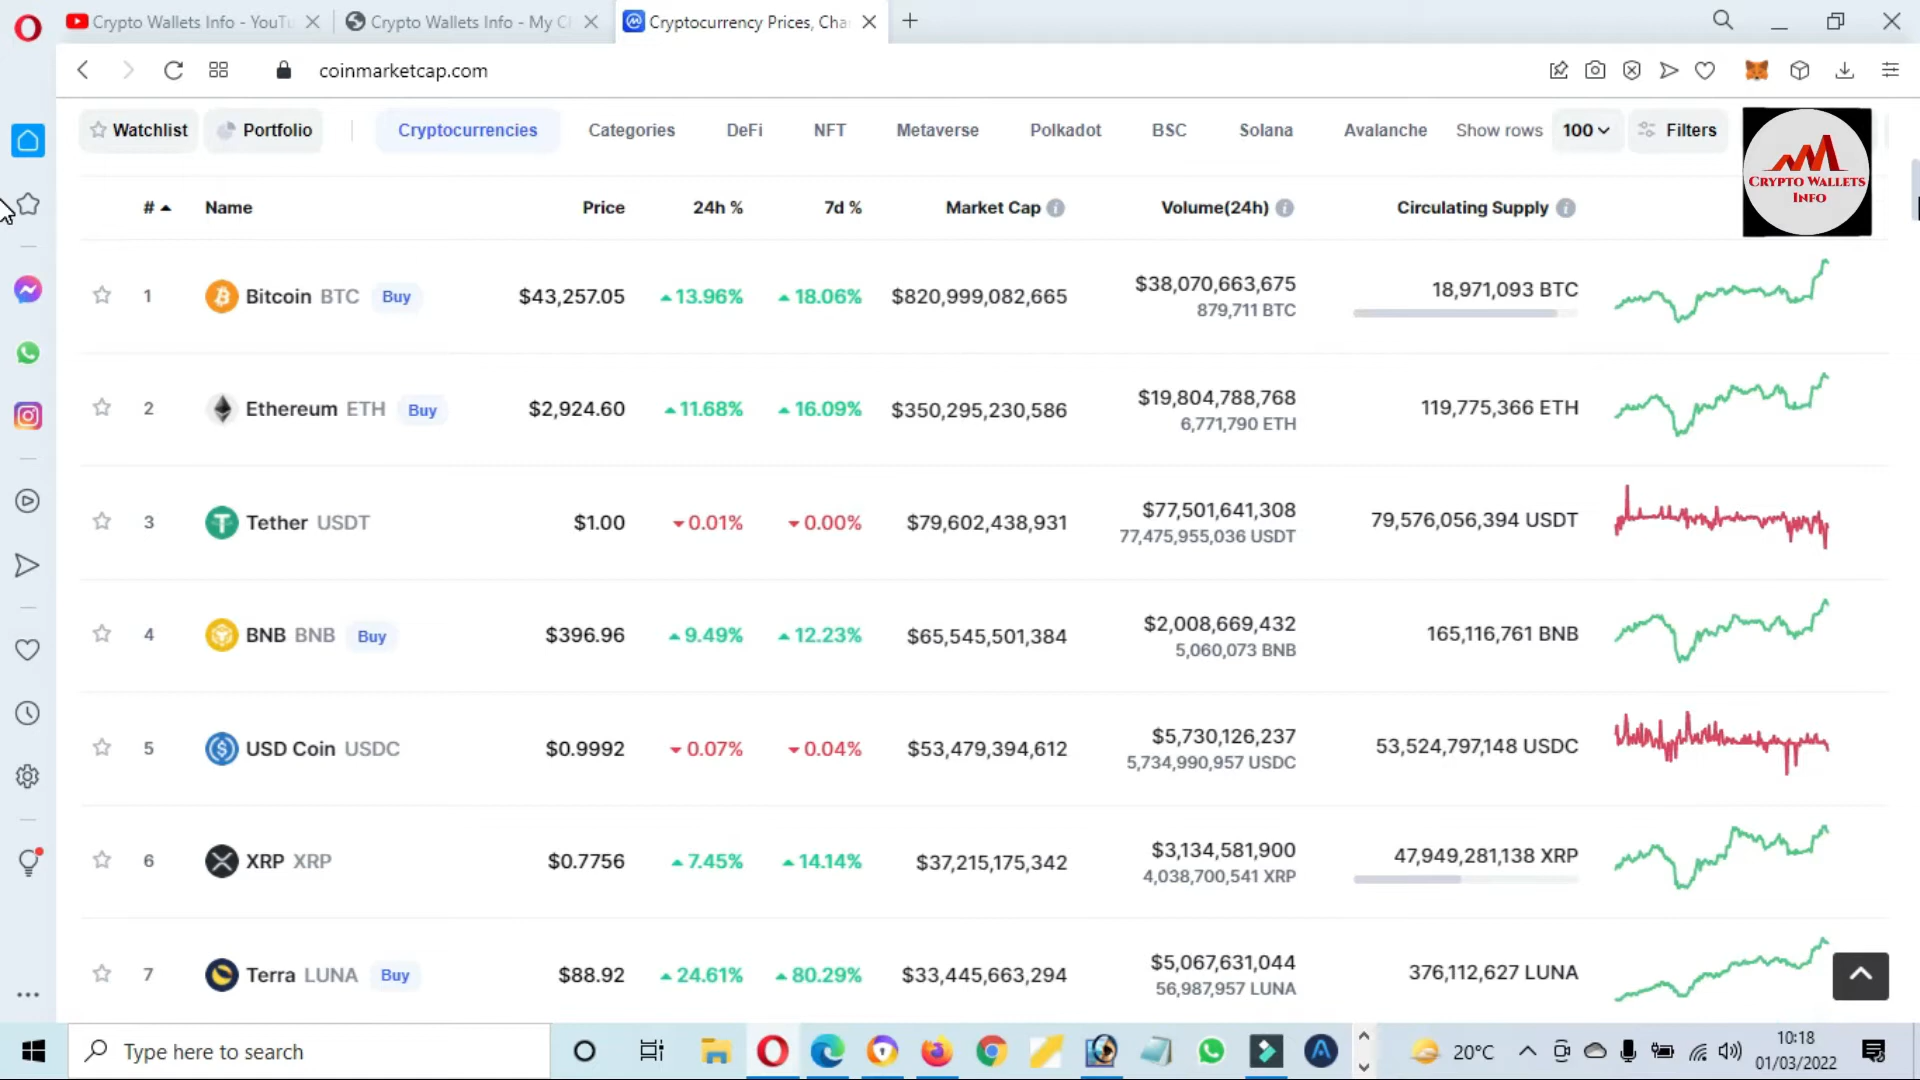 Crypto Wallets Info - YouTu
Crypto Wallets Info - My C
Cryptocurrency Prices, Cha
coinmarketcap.com
Watchlist Portfolio Cryptocurrencies Categories DeFi NFT Metaverse Polkadot BSC Solana Avalanche Show rows 100 Filters
CRYPTO WALLETS
INFO
# Name Price 24h % 7d % Market Cap Volume(24h) Circulating Supply
1 Bitcoin BTC Buy $43,257.05 13.96% 18.06% $820,999,082,665 $38,070,663,675 18,971,093 BTC
879,711 BTC
2 Ethereum ETH Buy $2,924.60 11.68% 16.09% $350,295,230,586 $19,804,788,768 119,775,366 ETH
6,771,790 ETH
3 Tether USDT $1.00 0.01% 0.00% $79,602,438,931 $77,501,641,308 79,576,056,394 USDT
77,475,955,036 USDT
4 BNB BNB Buy $396.96 9.49% 12.23% $65,545,501,384 $2,008,669,432 165,116,761 BNB
5,060,073 BNB
5 USD Coin USDC $0.9992 0.07% 0.04% $53,479,394,612 $5,730,126,237 53,524,797,148 USDC
5,734,990,957 USDC
6 XRP XRP $0.7756 7.45% 14.14% $37,215,175,342 $3,134,581,900 47,949,281,138 XRP
4,038,700,541 XRP
7 Terra LUNA Buy $88.92 24.61% 80.29% $33,445,663,294 $5,067,631,044 376,112,627 LUNA
56,987,957 LUNA
Type here to search
20°C
10:18
01/03/2022